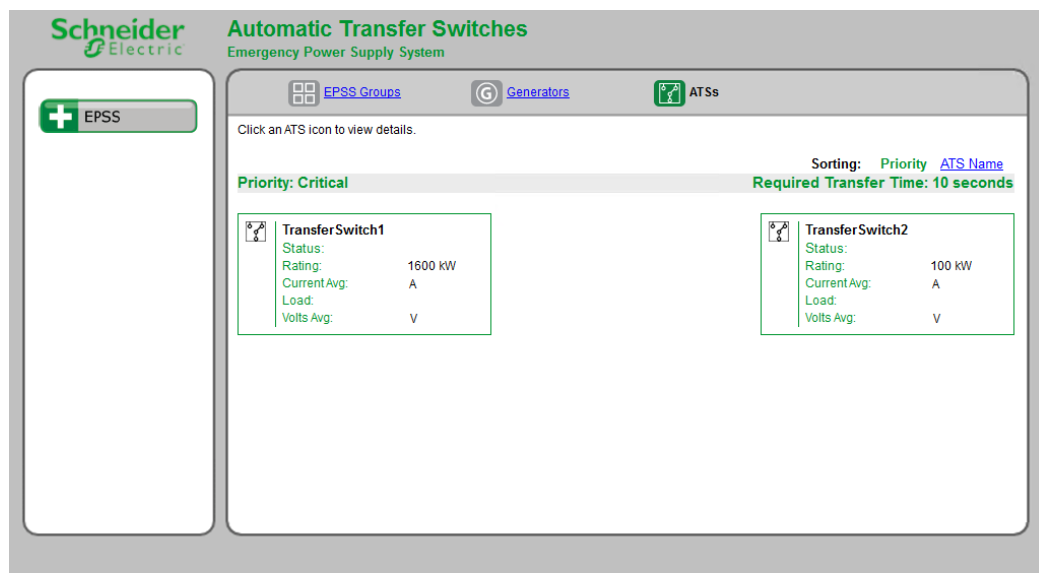 Schneider
Electric
Automatic Transfer Switches
Emergency Power Supply System
EPSS
EPSS Groups
G
Generators
ATSs
Click an ATS icon to view details.
Sorting: Priority ATS Name
Priority: Critical
Required Transfer Time: 10 seconds
TransferSwitch1
Status:
Rating: 1600 kW
Current Avg: A
Load:
Volts Avg: V
TransferSwitch2
Status:
Rating: 100 kW
Current Avg: A
Load:
Volts Avg: V